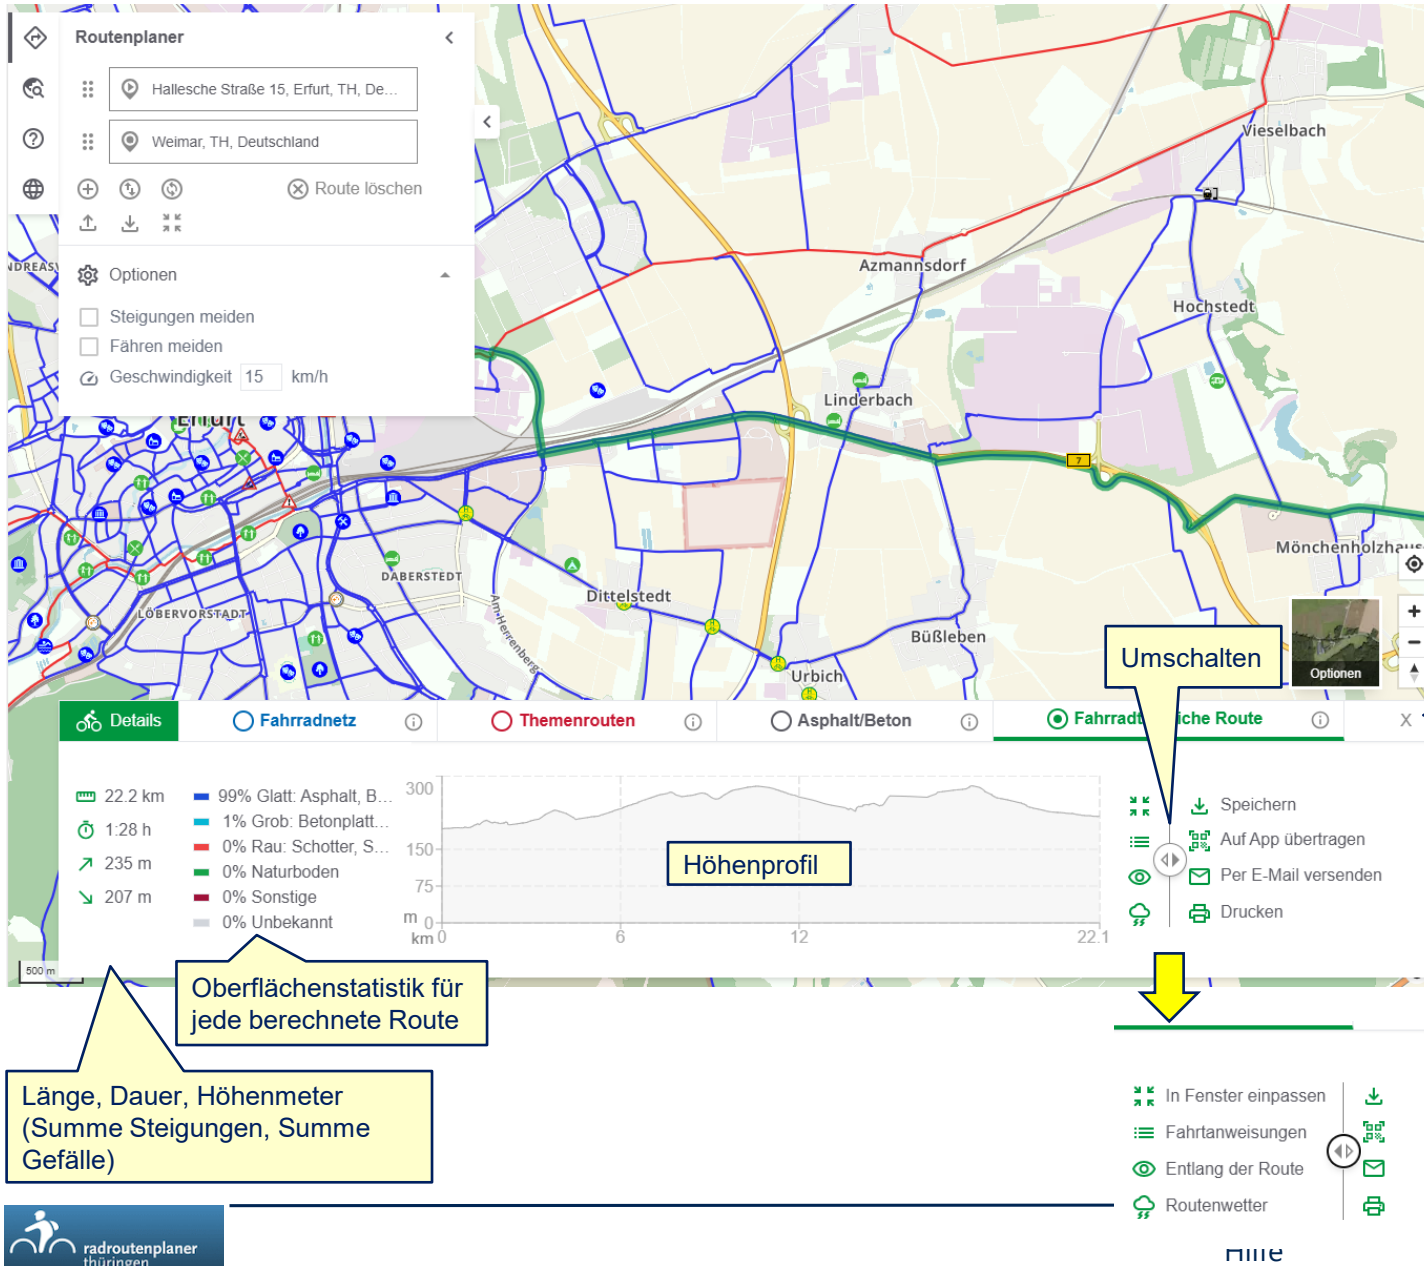 Routenplaner
Hallesche Straße 15, Erfurt, TH, De...
Weimar, TH, Deutschland
Route löschen
Optionen
Steigungen meiden
Fähren meiden
Geschwindigkeit 15 km/h
Vieselbach
Azmannsdorf
Hochstedt
Linderbach
Erfurt
7
Mönchenholzhaus
DABERSTEDT
Dittelstedt
LÖBERVORSTADT
Am Herrenberg
Büßleben
Urbich
Umschalten
Optionen
Details
Fahrradnetz
Themenrouten
Asphalt/Beton
Fahrradt iche Route
X
22.2 km
1:28 h
235 m
207 m
99% Glatt: Asphalt, B...
1% Grob: Betonplatt...
0% Rau: Schotter, S...
0% Naturboden
0% Sonstige
0% Unbekannt
300
150
75
m 0
km 0 6 12 22.1
Höhenprofil
Speichern
Auf App übertragen
Per E-Mail versenden
Drucken
500 m
Oberflächenstatistik für
jede berechnete Route
Länge, Dauer, Höhenmeter
(Summe Steigungen, Summe
Gefälle)
In Fenster einpassen
Fahrtanweisungen
Entlang der Route
Routenwetter
radroutenplaner
thüringen
Hilfe